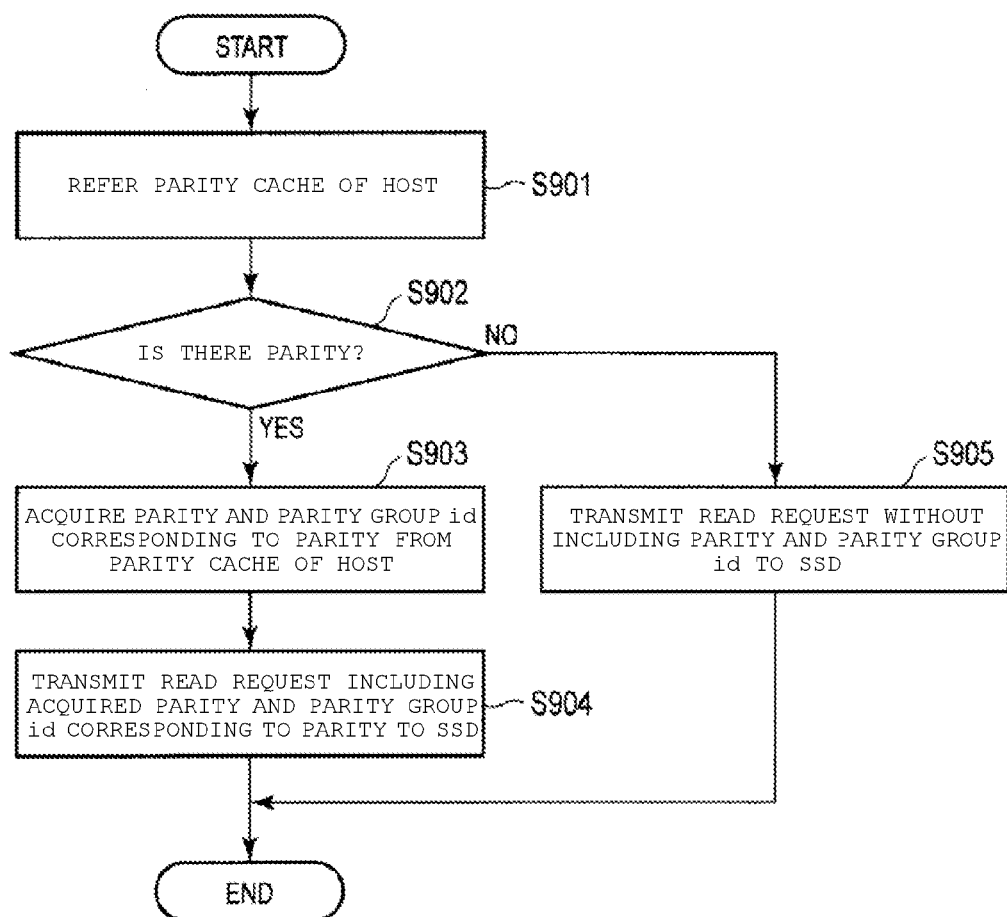 START
REFER PARITY CACHE OF HOST
S901
S902
IS THERE PARITY?
NO
YES
S903
ACQUIRE PARITY AND PARITY GROUP id
CORRESPONDING TO PARITY FROM
PARITY CACHE OF HOST
S905
TRANSMIT READ REQUEST WITHOUT
INCLUDING PARITY AND PARITY GROUP
id TO SSD
TRANSMIT READ REQUEST INCLUDING
ACQUIRED PARITY AND PARITY GROUP
id CORRESPONDING TO PARITY TO SSD
S904
END